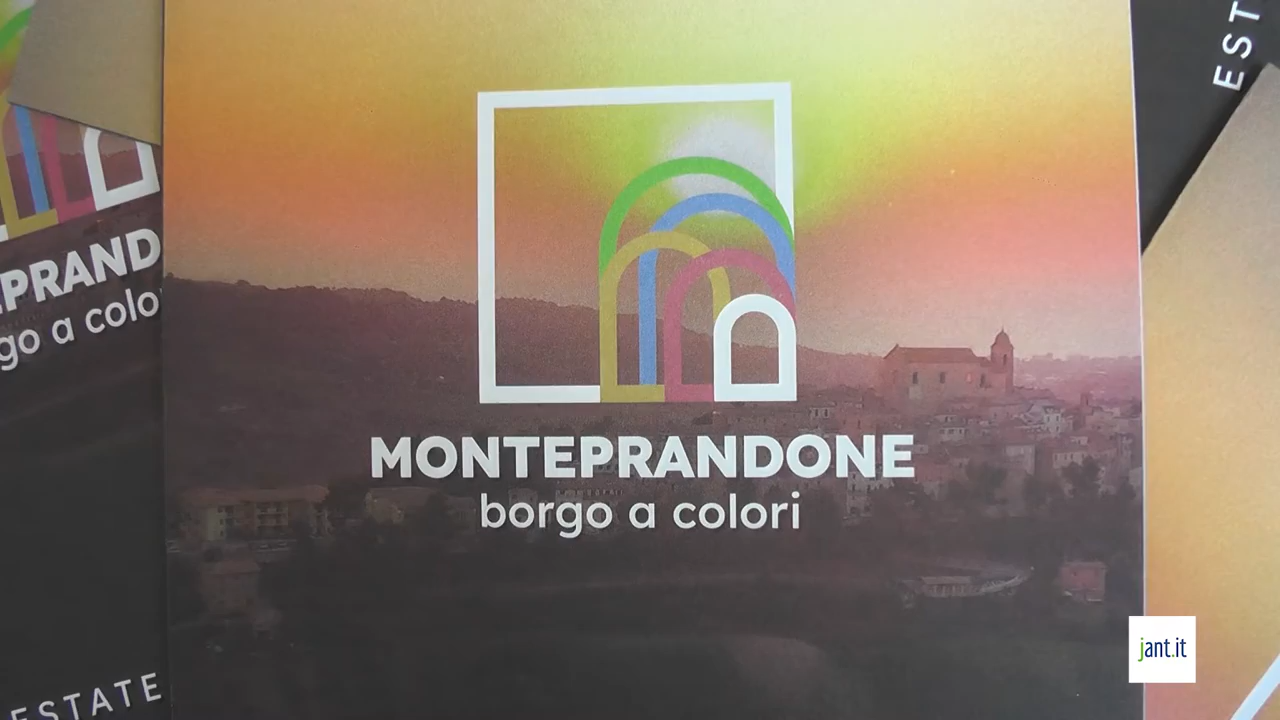 MONTEPRANDONE
borgo a colori
PRAND
go a colo
ESTATE
EST
jant.it